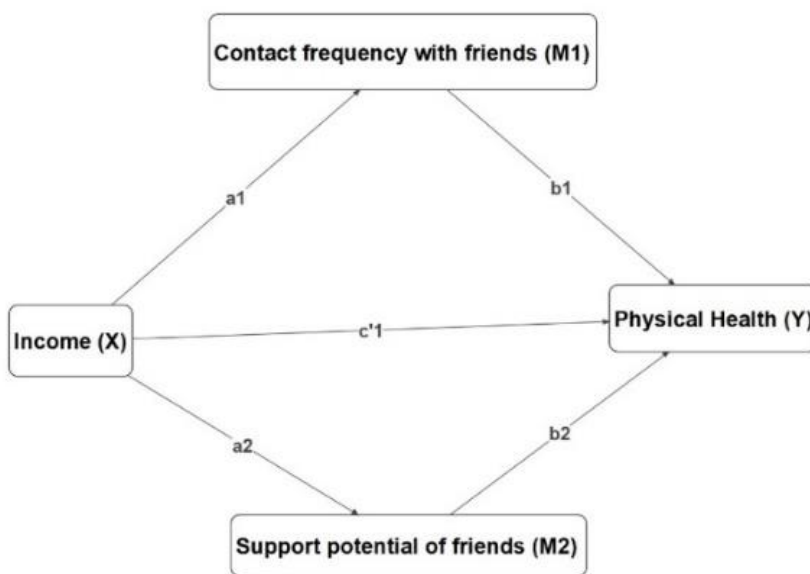 Contact frequency with friends (M1)
a1
b1
Income (X)
c'1
Physical Health (Y)
a2
b2
Support potential of friends (M2)